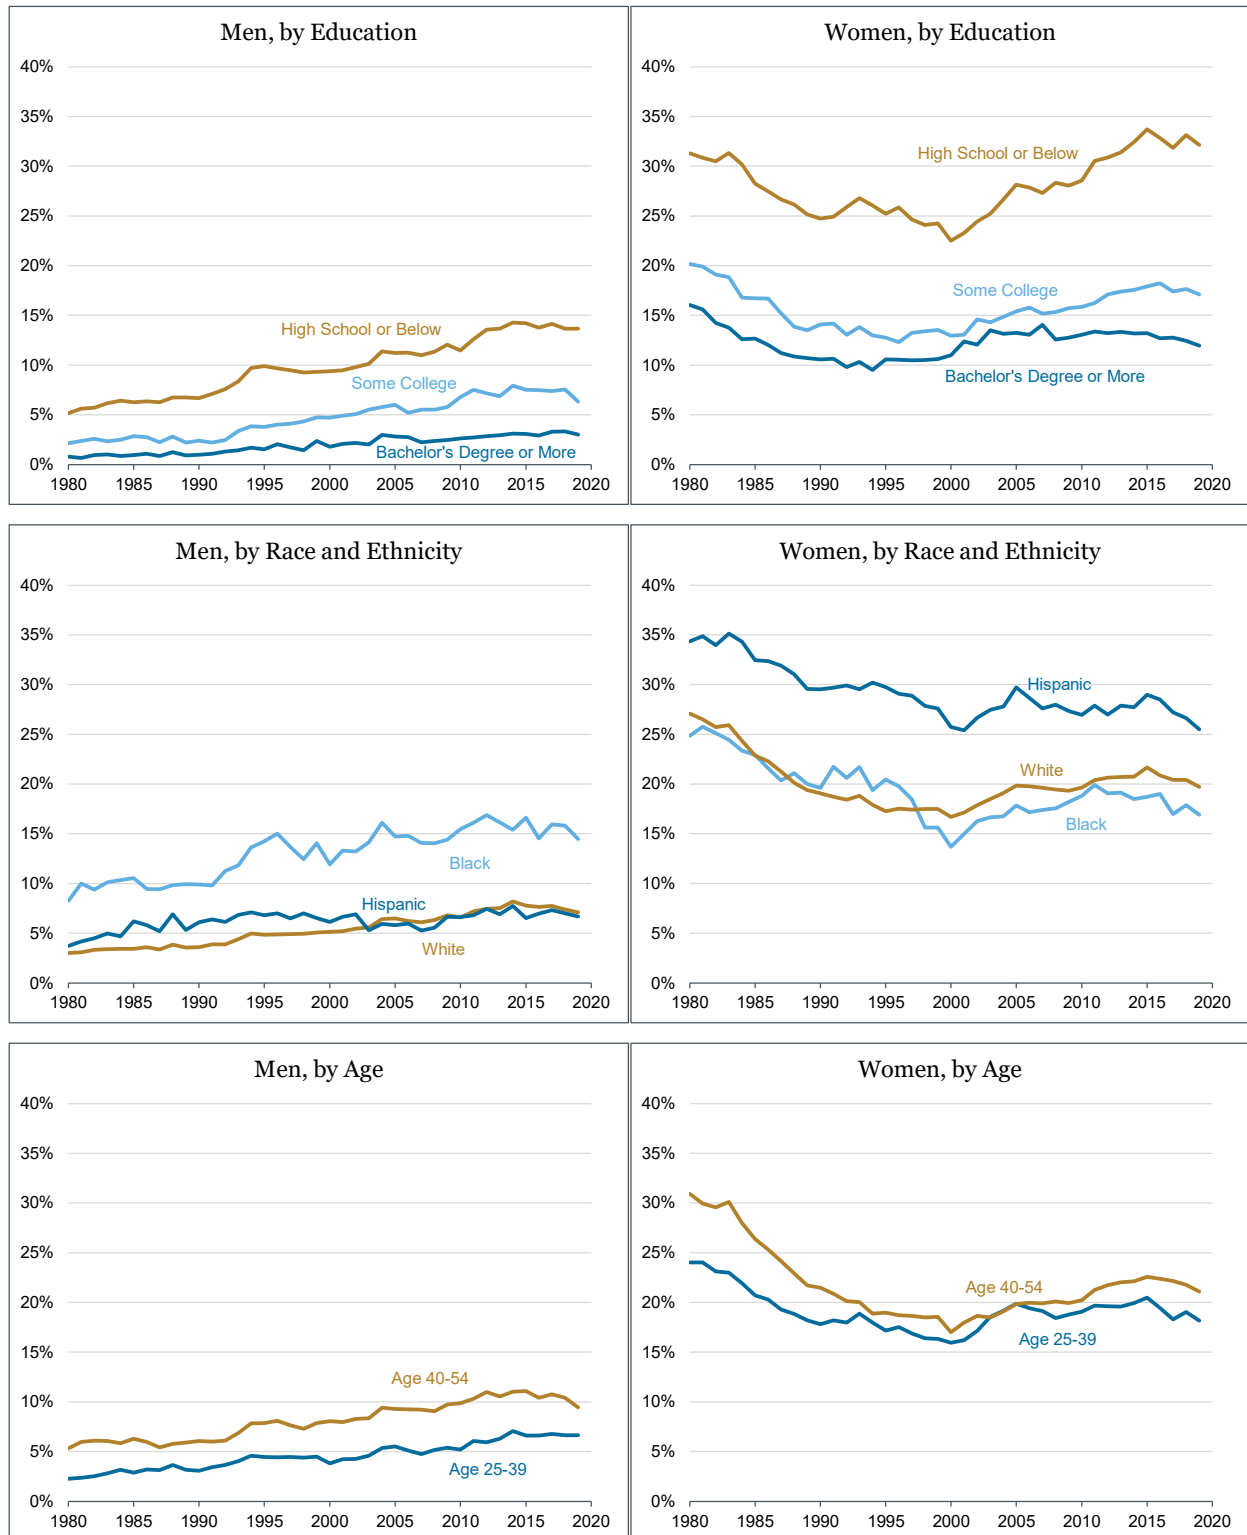 Men, by Education
40%
35%
30%
25%
20%
15%
10%
5%
0%
High School or Below
Some College
Bachelor's Degree or More
1980 1985 1990 1995 2000 2005 2010 2015 2020
Women, by Education
40%
35%
30%
25%
20%
15%
10%
5%
0%
High School or Below
Some College
Bachelor's Degree or More
1980 1985 1990 1995 2000 2005 2010 2015 2020
Men, by Race and Ethnicity
40%
35%
30%
25%
20%
15%
10%
5%
0%
Black
Hispanic
White
1980 1985 1990 1995 2000 2005 2010 2015 2020
Women, by Race and Ethnicity
40%
35%
30%
25%
20%
15%
10%
5%
0%
Hispanic
White
Black
1980 1985 1990 1995 2000 2005 2010 2015 2020
Men, by Age
40%
35%
30%
25%
20%
15%
10%
5%
0%
Age 40-54
Age 25-39
1980 1985 1990 1995 2000 2005 2010 2015 2020
Women, by Age
40%
35%
30%
25%
20%
15%
10%
5%
0%
Age 40-54
Age 25-39
1980 1985 1990 1995 2000 2005 2010 2015 2020